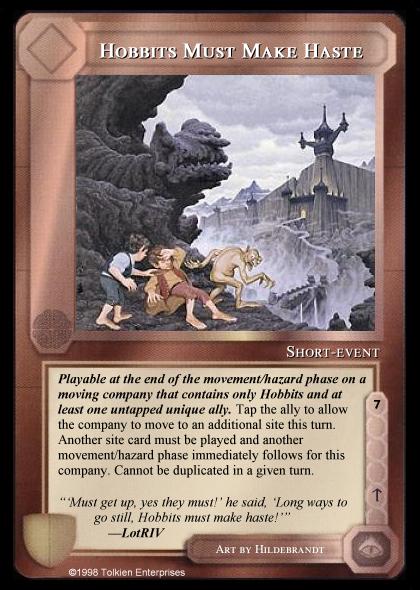 Hobbits Must Make Haste
Short-event
Playable at the end of the movement/hazard phase on a
moving company that contains only Hobbits and at
least one untapped unique ally. Tap the ally to allow
the company to move to an additional site this turn.
Another site card must be played and another
movement/hazard phase immediately follows for this
company. Cannot be duplicated in a given turn.
7
“‘Must get up, yes they must!’ he said, ‘Long ways to
go still, Hobbits must make haste!’”
—LotRIV
Art by Hildebrandt
©1998 Tolkien Enterprises